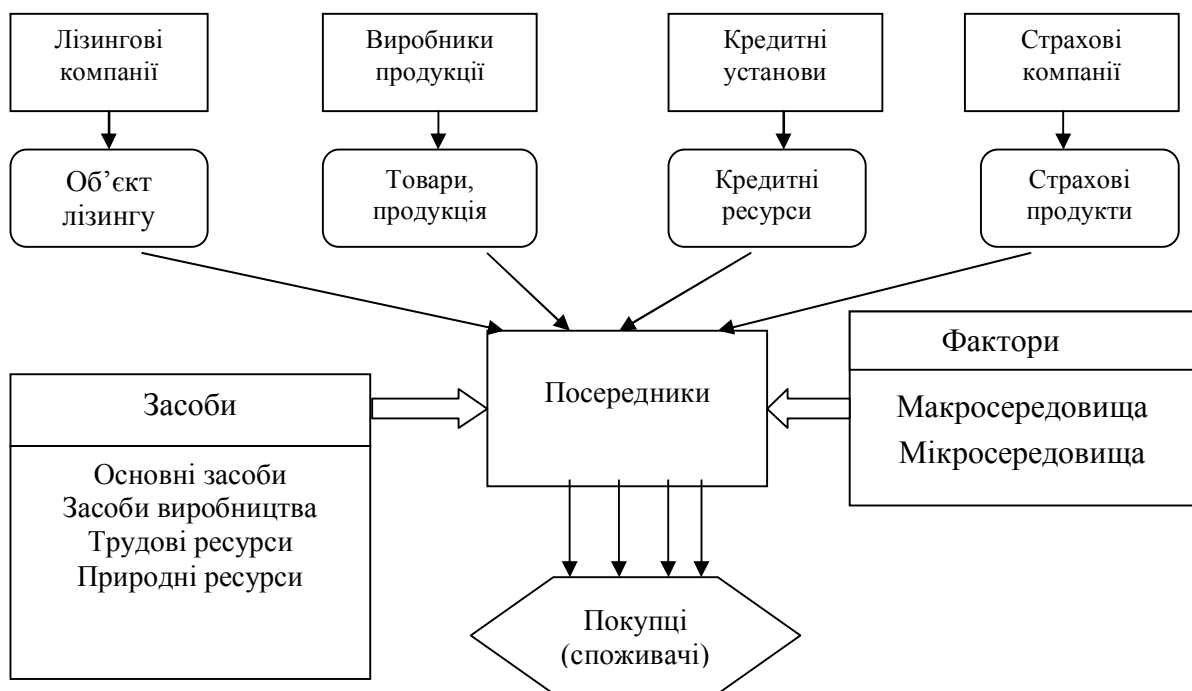 Лізингові
компанії
Виробники
продукції
Кредитні
установи
Страхові
компанії
Об’єкт
лізингу
Товари,
продукція
Кредитні
ресурси
Страхові
продукти
Засоби
Основні засоби
Засоби виробництва
Трудові ресурси
Природні ресурси
Посередники
Фактори
Макросередовища
Мікросередовища
Покупці
(споживачі)